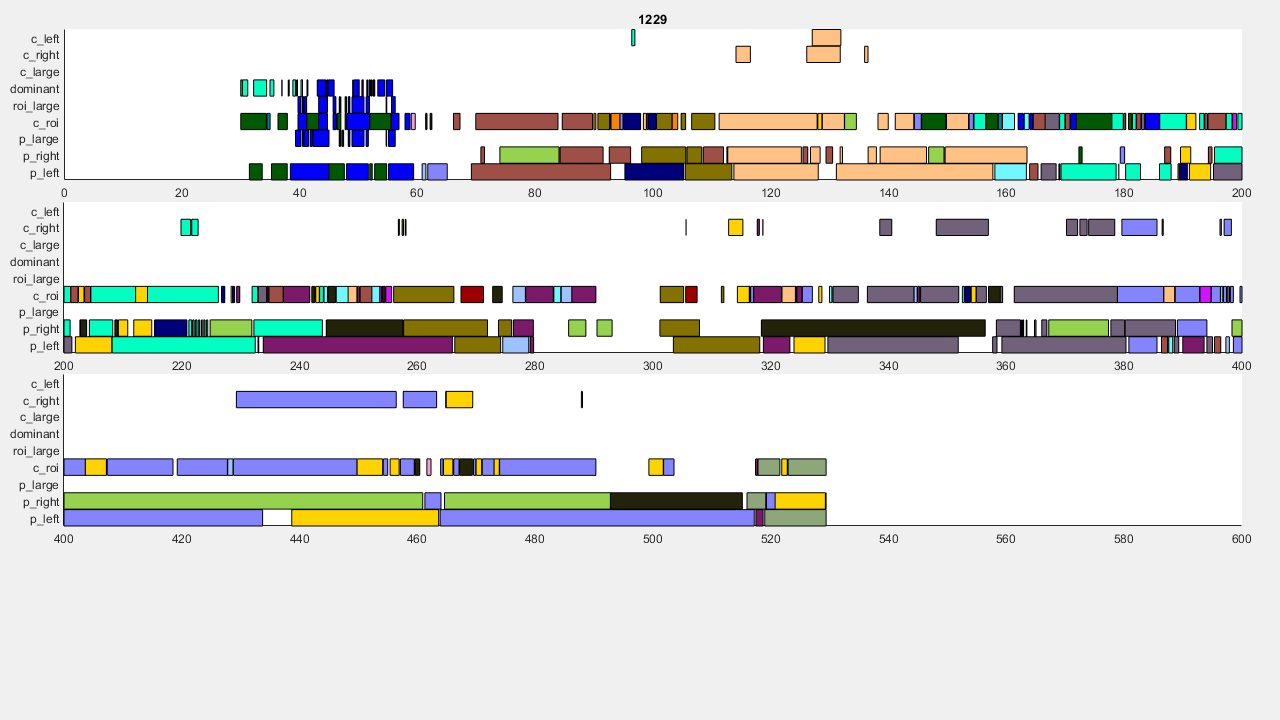 1229
c_left
c_right
c_large
dominant
roi_large
c_roi
p_large
p_right
p_left
0 20 40 60 80 100 120 140 160 180 200
c_left
c_right
c_large
dominant
roi_large
c_roi
p_large
p_right
p_left
200 220 240 260 280 300 320 340 360 380 400
c_left
c_right
c_large
dominant
roi_large
c_roi
p_large
p_right
p_left
400 420 440 460 480 500 520 540 560 580 600